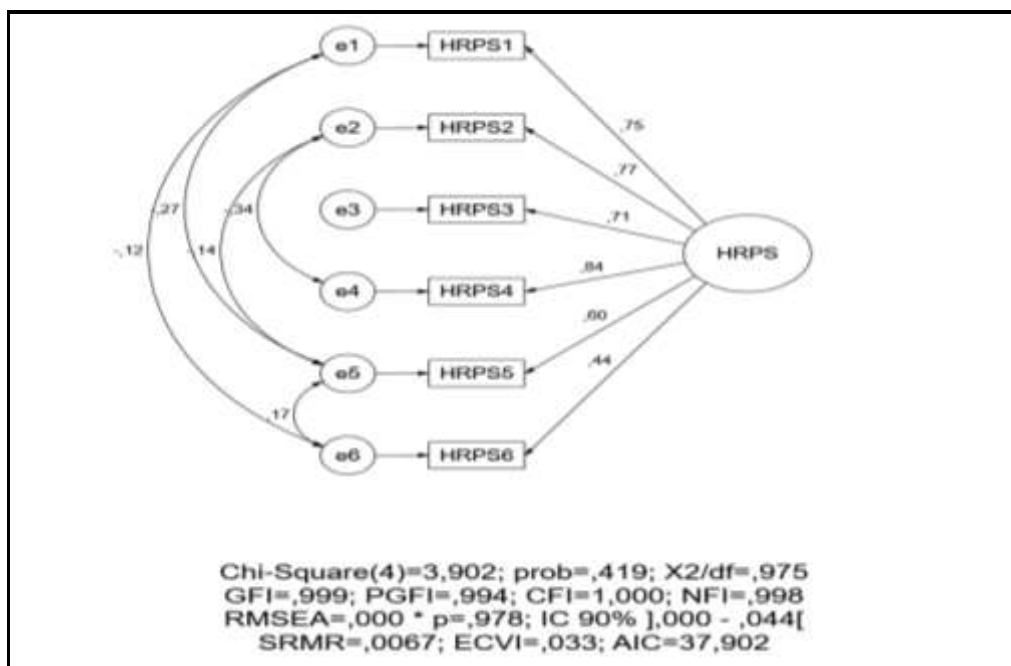 e1 HRPS1
,75
e2 HRPS2
,77
-,27 -,34 e3 HRPS3 ,71
-,12 -,14 HRPS
e4 HRPS4 ,84
,60
e5 HRPS5 ,44
,17
e6 HRPS6
Chi-Square(4)=3,902; prob=,419; X2/df=,975
GFI=,999; PGFI=,994; CFI=1,000; NFI=,998
RMSEA=,000 * p=,978; IC 90% ],000 - ,044[
SRMR=,0067; ECVI=,033; AIC=37,902